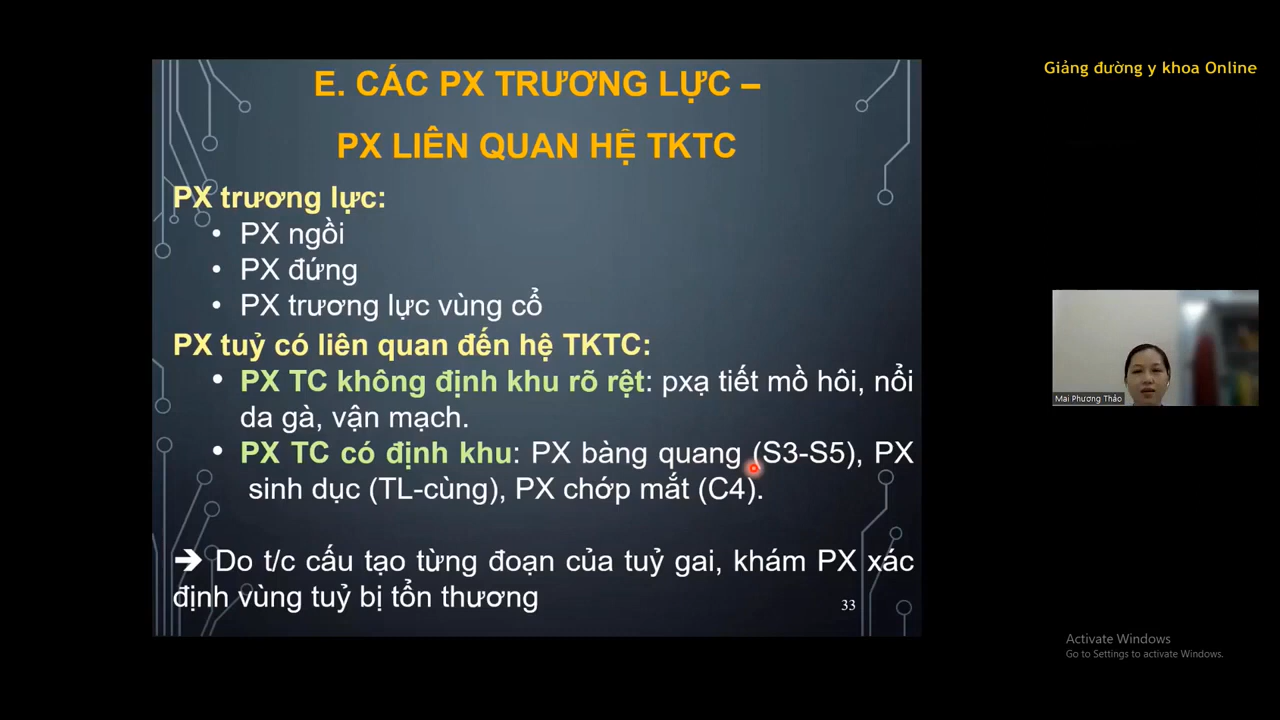 Giảng đường y khoa Online
E. CÁC PX TRƯƠNG LỰC –
PX LIÊN QUAN HỆ TKTC
PX trương lực:
• PX ngồi
• PX đứng
• PX trương lực vùng cổ
PX tuỷ có liên quan đến hệ TKTC:
• PX TC không định khu rõ rệt: pxạ tiết mồ hôi, nổi
da gà, vận mạch.
• PX TC có định khu: PX bàng quang (S3-S5), PX
sinh dục (TL-cùng), PX chớp mắt (C4).
➔ Do t/c cấu tạo từng đoạn của tuỷ gai, khám PX xác
định vùng tuỷ bị tổn thương
33
Mai Phương Thảo
Activate Windows
Go to Settings to activate Windows.